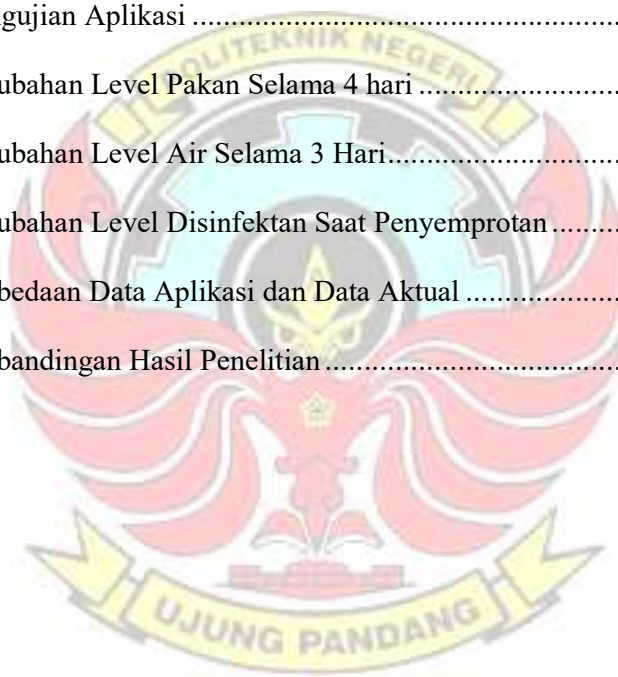 POLITEKNIK NEGERI
gujian Aplikasi ..........................................................
ubahan Level Pakan Selama 4 hari ...........................
ubahan Level Air Selama 3 Hari................................
ubahan Level Disinfektan Saat Penyemprotan ..........
bedaan Data Aplikasi dan Data Aktual .....................
bandingan Hasil Penelitian ........................................
UJUNG PANDANG